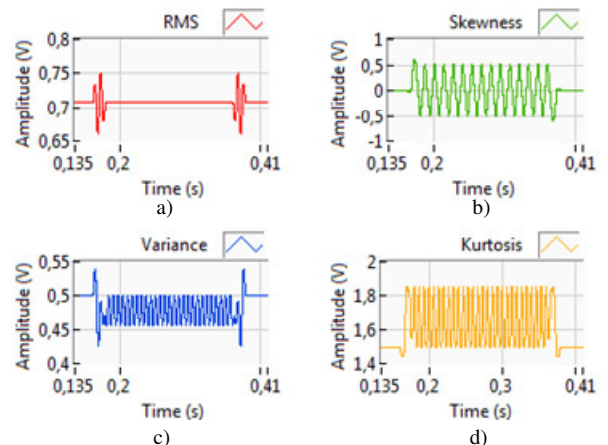 RMS
0,8
0,75
0,7
0,65
Amplitude (V)
0,135
0,2
0,41
Time (s)
a)
Skewness
1
0,5
0
-0,5
-1
Amplitude (V)
0,135
0,2
0,41
Time (s)
b)
Variance
0,55
0,5
0,45
0,4
Amplitude (V)
0,135
0,2
0,41
Time (s)
c)
Kurtosis
2
1,8
1,6
1,4
Amplitude (V)
0,135
0,2
0,3
0,41
Time (s)
d)